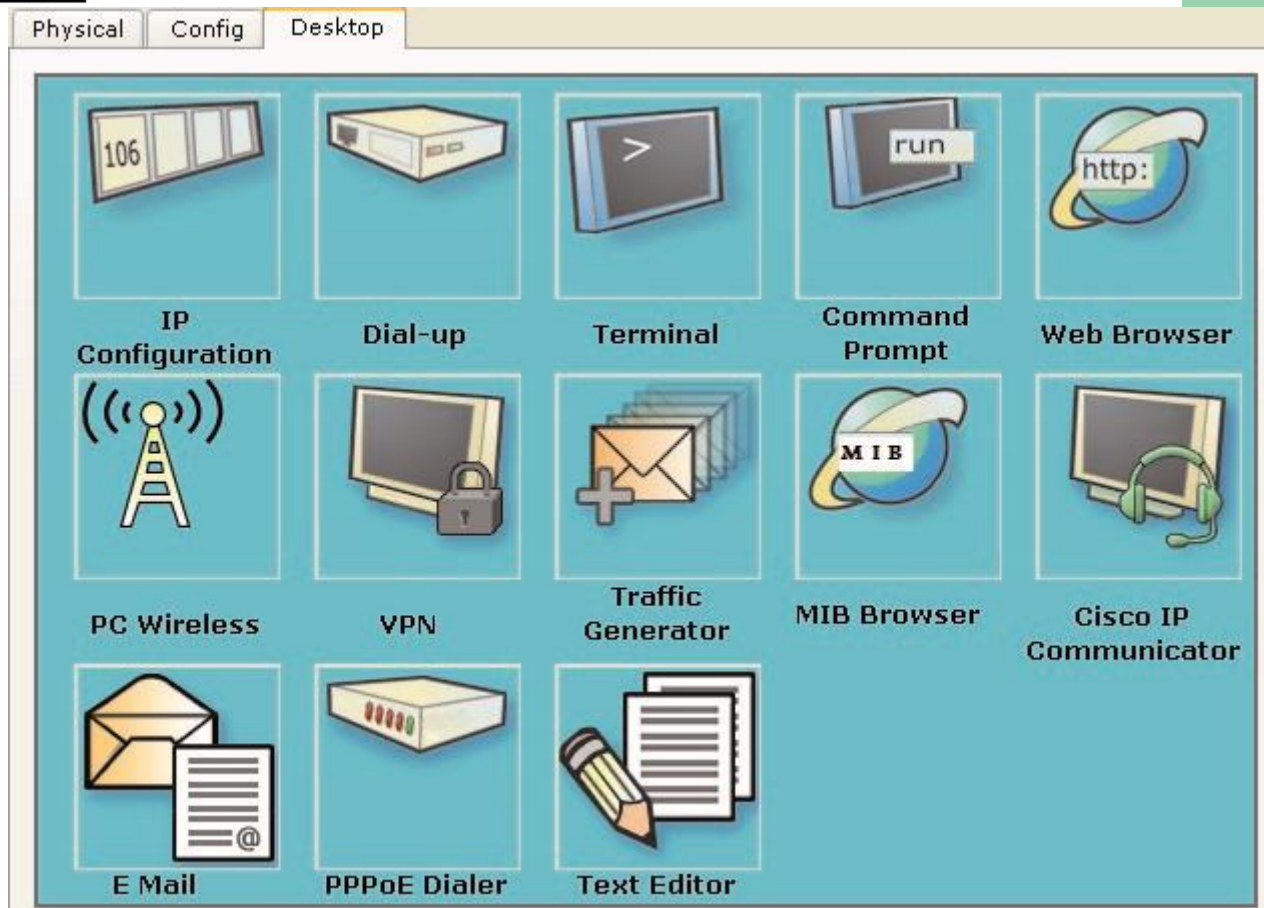 Physical Config Desktop
106
>
run
http:
IP
Configuration
Dial-up
Terminal
Command
Prompt
Web Browser
MIB
PC Wireless
VPN
Traffic
Generator
MIB Browser
Cisco IP
Communicator
@
E Mail
PPPoE Dialer
Text Editor